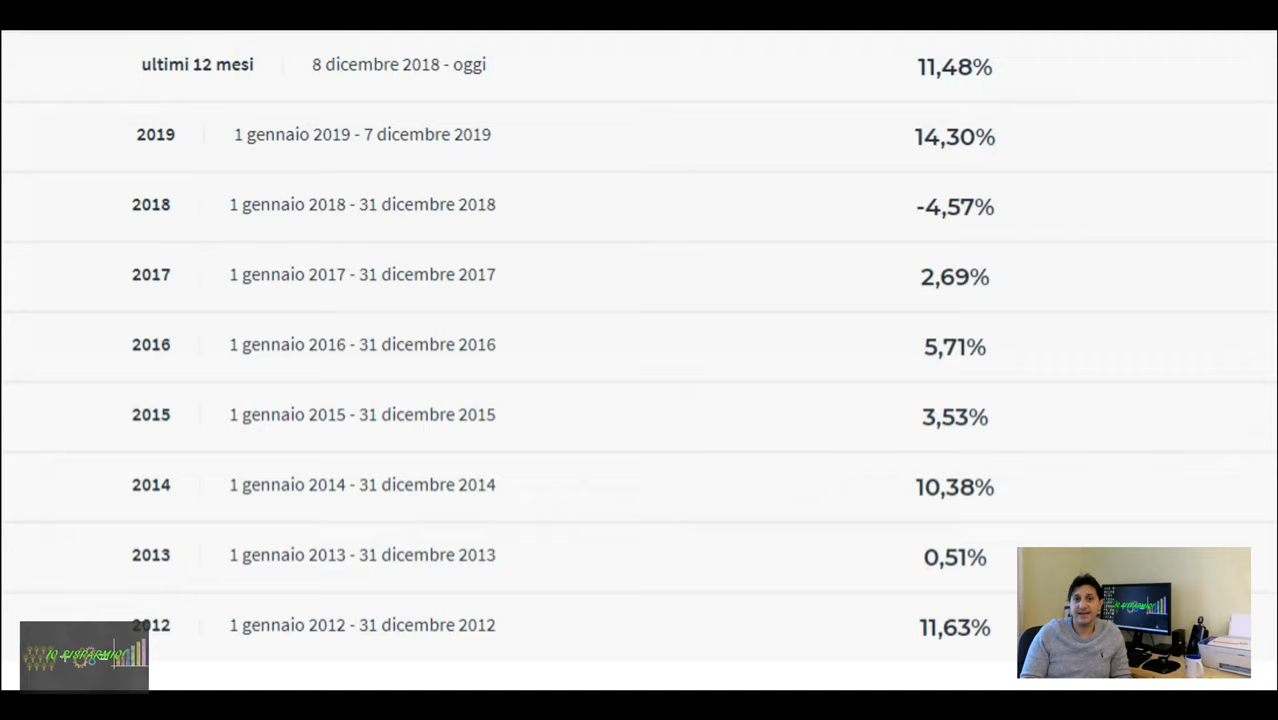 ultimi 12 mesi 8 dicembre 2018 - oggi 11,48%
2019 1 gennaio 2019 - 7 dicembre 2019 14,30%
2018 1 gennaio 2018 - 31 dicembre 2018 -4,57%
2017 1 gennaio 2017 - 31 dicembre 2017 2,69%
2016 1 gennaio 2016 - 31 dicembre 2016 5,71%
2015 1 gennaio 2015 - 31 dicembre 2015 3,53%
2014 1 gennaio 2014 - 31 dicembre 2014 10,38%
2013 1 gennaio 2013 - 31 dicembre 2013 0,51%
2012 1 gennaio 2012 - 31 dicembre 2012 11,63%
IO RISPARMIO!
IO RISPARMIO!